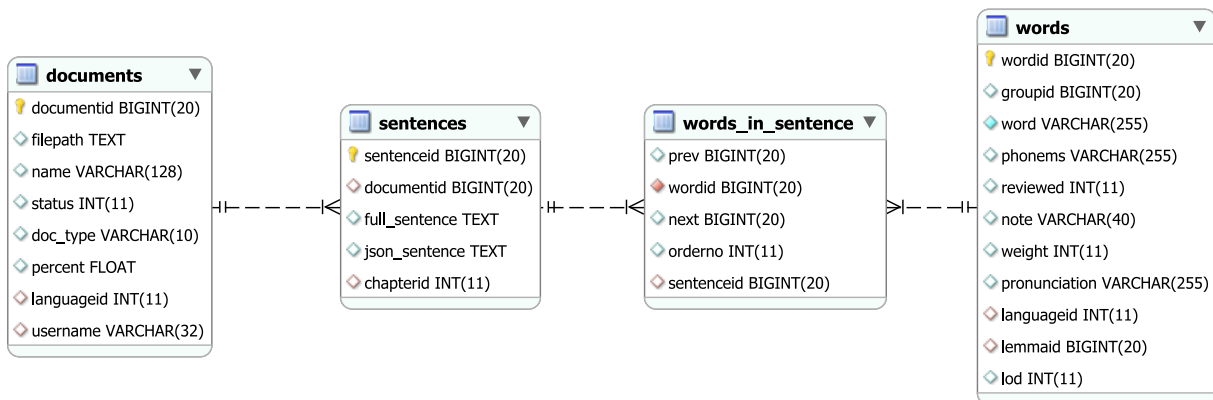 documents
documentid BIGINT(20)
filepath TEXT
name VARCHAR(128)
status INT(11)
doc_type VARCHAR(10)
percent FLOAT
languageid INT(11)
username VARCHAR(32)
sentences
sentenceid BIGINT(20)
documentid BIGINT(20)
full_sentence TEXT
json_sentence TEXT
chapterid INT(11)
words_in_sentence
prev BIGINT(20)
wordid BIGINT(20)
next BIGINT(20)
orderno INT(11)
sentenceid BIGINT(20)
words
wordid BIGINT(20)
groupid BIGINT(20)
word VARCHAR(255)
phonems VARCHAR(255)
reviewed INT(11)
note VARCHAR(40)
weight INT(11)
pronunciation VARCHAR(255)
languageid INT(11)
lemmaid BIGINT(20)
lod INT(11)